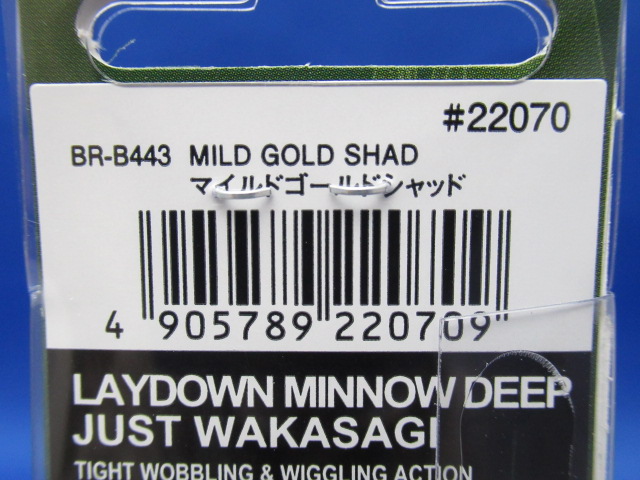 #22070
BR-B443 MILD GOLD SHAD
マイルドゴールドシャッド
4 905789 220709
LAYDOWN MINNOW DEEP
JUST WAKASAGI
TIGHT WOBBLING & WIGGLING ACTION